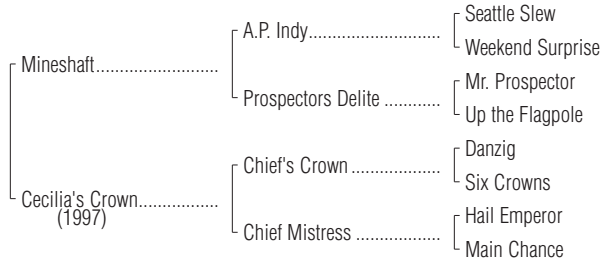 Seattle Slew
A.P. Indy
Weekend Surprise
Mineshaft
Mr. Prospector
Prospectors Delite
Up the Flagpole
Danzig
Chief's Crown
Six Crowns
Cecilia's Crown
(1997)
Hail Emperor
Chief Mistress
Main Chance